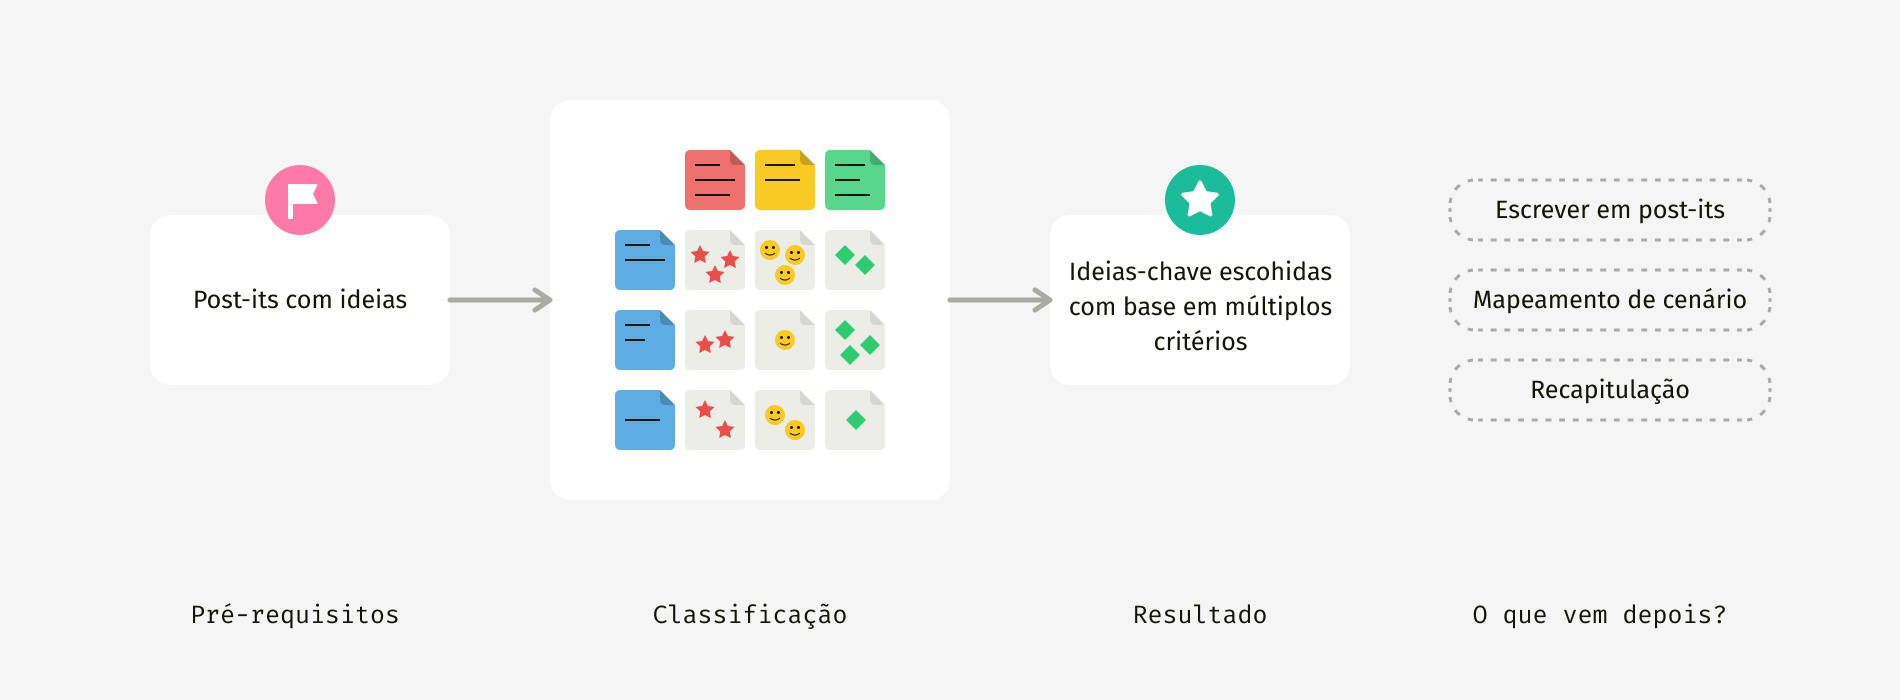 Post-its com ideias
Ideias-chave escohidas
com base em múltiplos
critérios
Escrever em post-its
Mapeamento de cenário
Recapitulação
Pré-requisitos
Classificação
Resultado
O que vem depois?